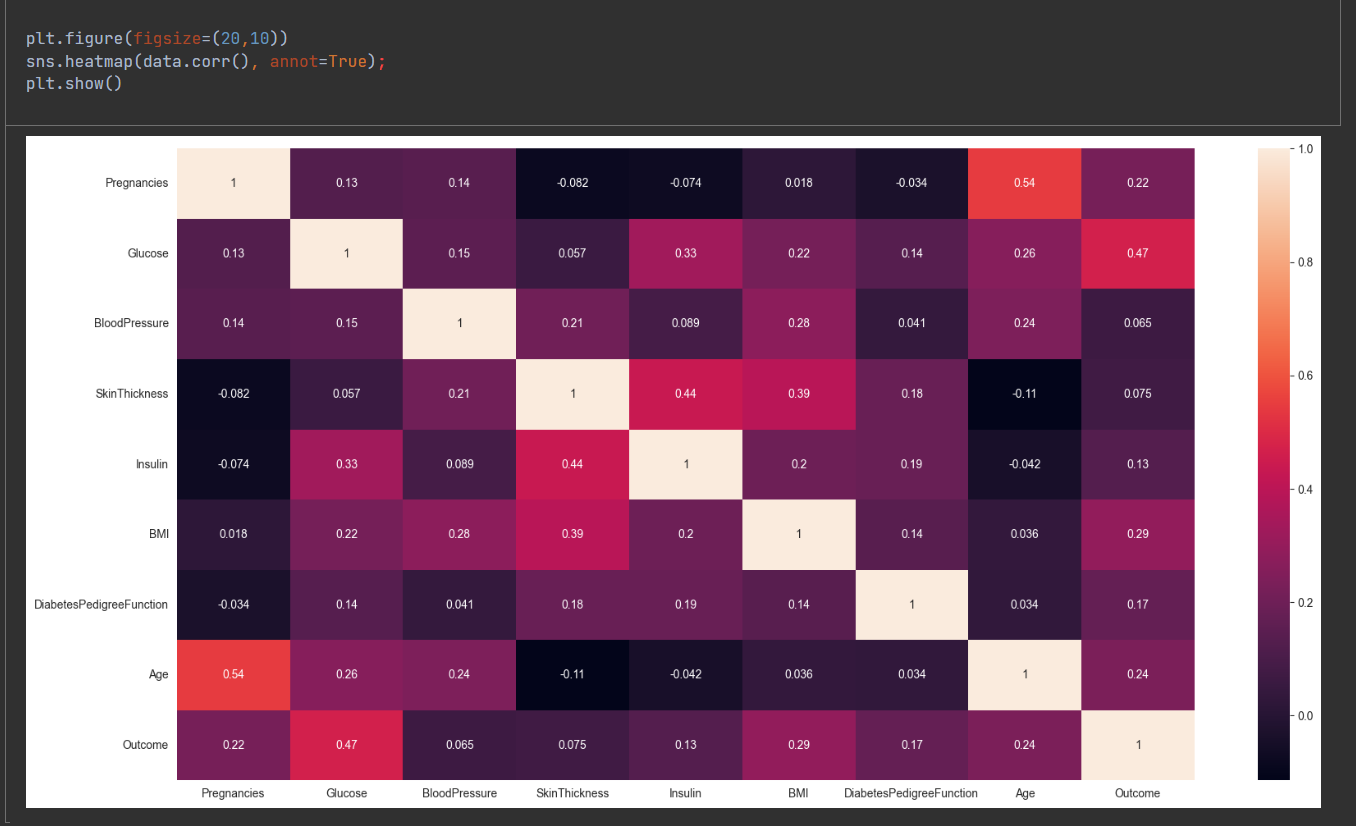 plt.figure(figsize=(20,10))
sns.heatmap(data.corr(), annot=True);
plt.show()
Pregnancies 1 0.13 0.14 -0.082 -0.074 0.018 -0.034 0.54 0.22
Glucose 0.13 1 0.15 0.057 0.33 0.22 0.14 0.26 0.47
BloodPressure 0.14 0.15 1 0.21 0.089 0.28 0.041 0.24 0.065
SkinThickness -0.082 0.057 0.21 1 0.44 0.39 0.18 -0.11 0.075
Insulin -0.074 0.33 0.089 0.44 1 0.2 0.19 -0.042 0.13
BMI 0.018 0.22 0.28 0.39 0.2 1 0.14 0.036 0.29
DiabetesPedigreeFunction -0.034 0.14 0.041 0.18 0.19 0.14 1 0.034 0.17
Age 0.54 0.26 0.24 -0.11 -0.042 0.036 0.034 1 0.24
Outcome 0.22 0.47 0.065 0.075 0.13 0.29 0.17 0.24 1
Pregnancies Glucose BloodPressure SkinThickness Insulin BMI DiabetesPedigreeFunction Age Outcome
1.0
0.8
0.6
0.4
0.2
0.0